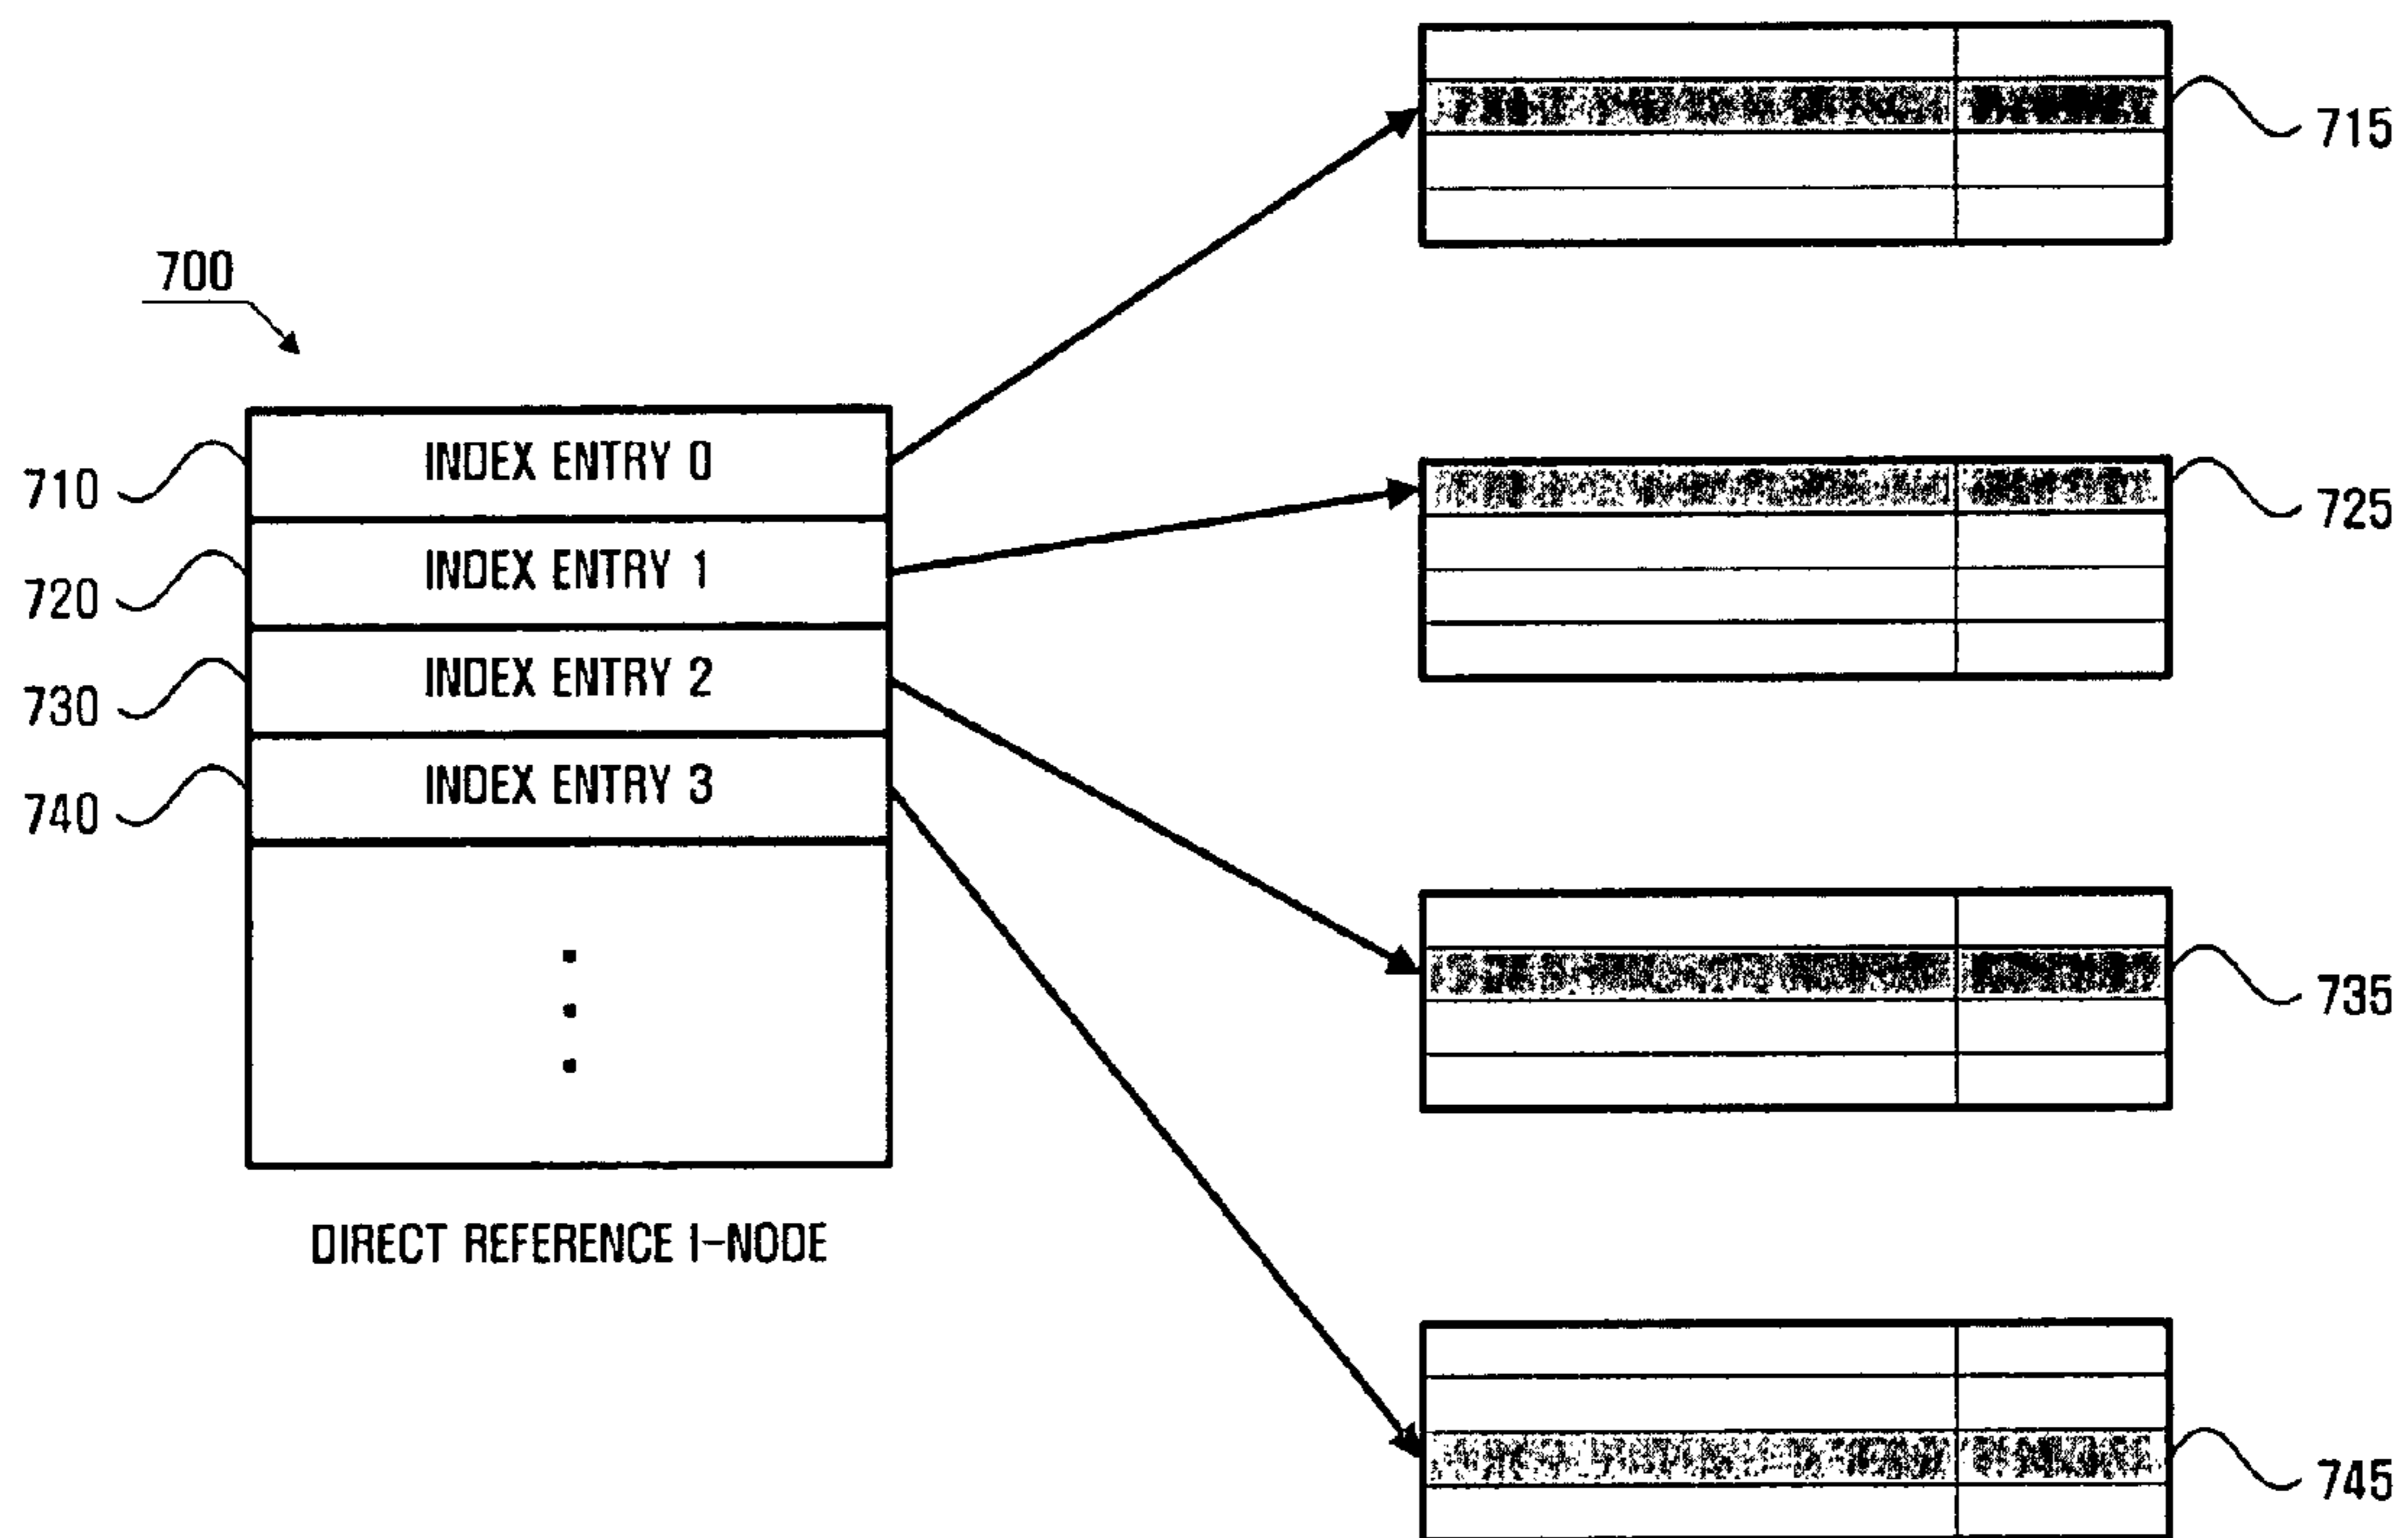 700
710
INDEX ENTRY 0
720
INDEX ENTRY 1
730
INDEX ENTRY 2
740
INDEX ENTRY 3
DIRECT REFERENCE I-NODE
715
725
735
745